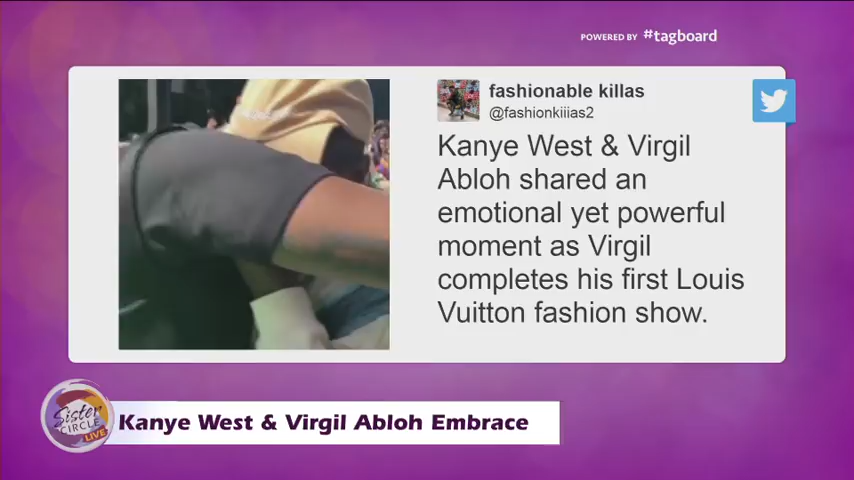 POWERED BY #tagboard
fashionable killas
@fashionkiiias2
Kanye West & Virgil
Abloh shared an
emotional yet powerful
moment as Virgil
completes his first Louis
Vuitton fashion show.
Sister
CIRCLE
LIVE
Kanye West & Virgil Abloh Embrace